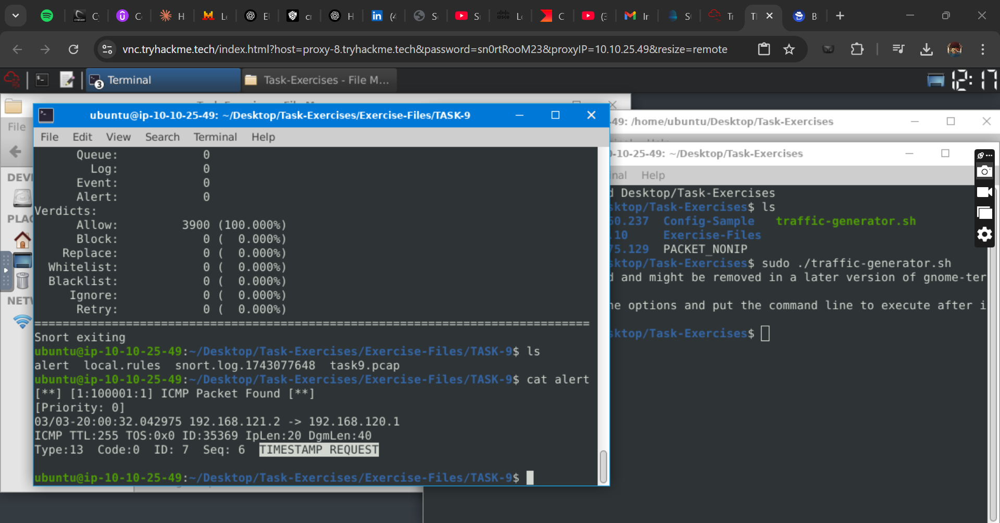 vnc.tryhackme.tech/index.html?host=proxy-8.tryhackme.tech&password=sn0rtRooM23&proxyIP=10.10.25.49&resize=remote
3 Terminal
Task-Exercises - File M...
12:17
ubuntu@ip-10-10-25-49: ~/Desktop/Task-Exercises/Exercise-Files/TASK-9
File Edit View Search Terminal Help
Queue: 0
Log: 0
Event: 0
Alert: 0
Verdicts:
Allow: 3900 (100.000%)
Block: 0 ( 0.000%)
Replace: 0 ( 0.000%)
Whitelist: 0 ( 0.000%)
Blacklist: 0 ( 0.000%)
Ignore: 0 ( 0.000%)
Retry: 0 ( 0.000%)
===============================================================================
Snort exiting
ubuntu@ip-10-10-25-49:~/Desktop/Task-Exercises/Exercise-Files/TASK-9$ ls
alert local.rules snort.log.1743077648 task9.pcap
ubuntu@ip-10-10-25-49:~/Desktop/Task-Exercises/Exercise-Files/TASK-9$ cat alert
[**] [1:100001:1] ICMP Packet Found [**]
[Priority: 0]
03/03-20:00:32.042975 192.168.121.2 -> 192.168.120.1
ICMP TTL:255 TOS:0x0 ID:35369 IpLen:20 DgmLen:40
Type:13 Code:0 ID: 7 Seq: 6 TIMESTAMP REQUEST
ubuntu@ip-10-10-25-49:~/Desktop/Task-Exercises/Exercise-Files/TASK-9$
File
DEVI
PLAC
NETW
-49: /home/ubuntu/Desktop/Task-Exercises
-10-25-49: ~/Desktop/Task-Exercises
nal Help
d Desktop/Task-Exercises
sktop/Task-Exercises$ ls
50.237 Config-Sample traffic-generator.sh
.10 Exercise-Files
75.129 PACKET_NONIP
sktop/Task-Exercises$ sudo ./traffic-generator.sh
d and might be removed in a later version of gnome-ter
he options and put the command line to execute after i
sktop/Task-Exercises$